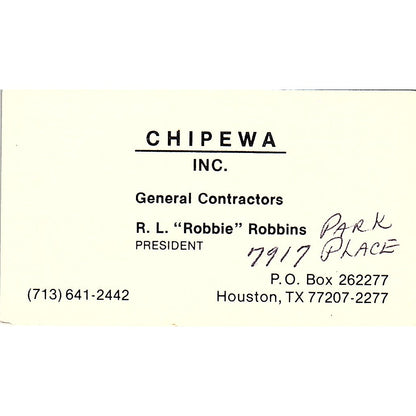 CHIPEWA
INC.
General Contractors
R. L. "Robbie" Robbins
PRESIDENT
PARK
7917 PLACE
P.O. Box 262277
(713) 641-2442
Houston, TX 77207-2277